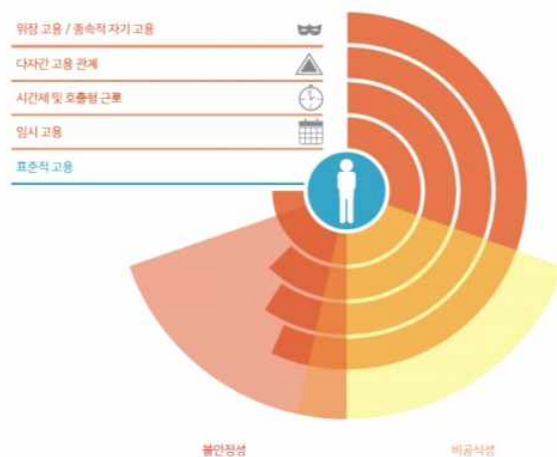 위장 고용 / 종속적 자기 고용
다자간 고용 관계
시간제 및 호출형 근로
임시 고용
표준적 고용
불안정성
비공식성